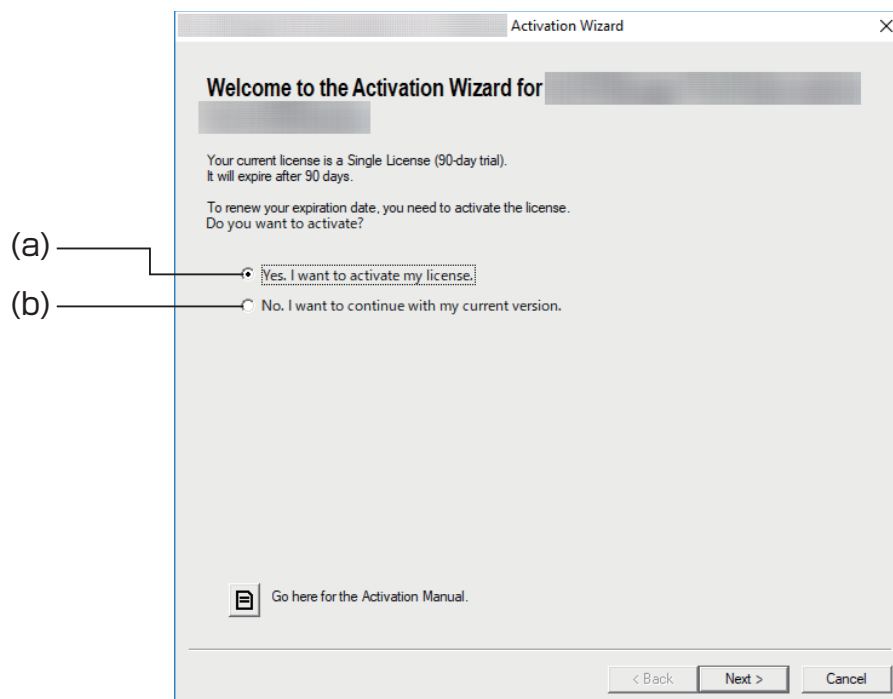 Activation Wizard
Welcome to the Activation Wizard for
Your current license is a Single License (90-day trial).
It will expire after 90 days.
To renew your expiration date, you need to activate the license.
Do you want to activate?
(a)
Yes. I want to activate my license.
(b)
No. I want to continue with my current version.
Go here for the Activation Manual.
< Back
Next >
Cancel